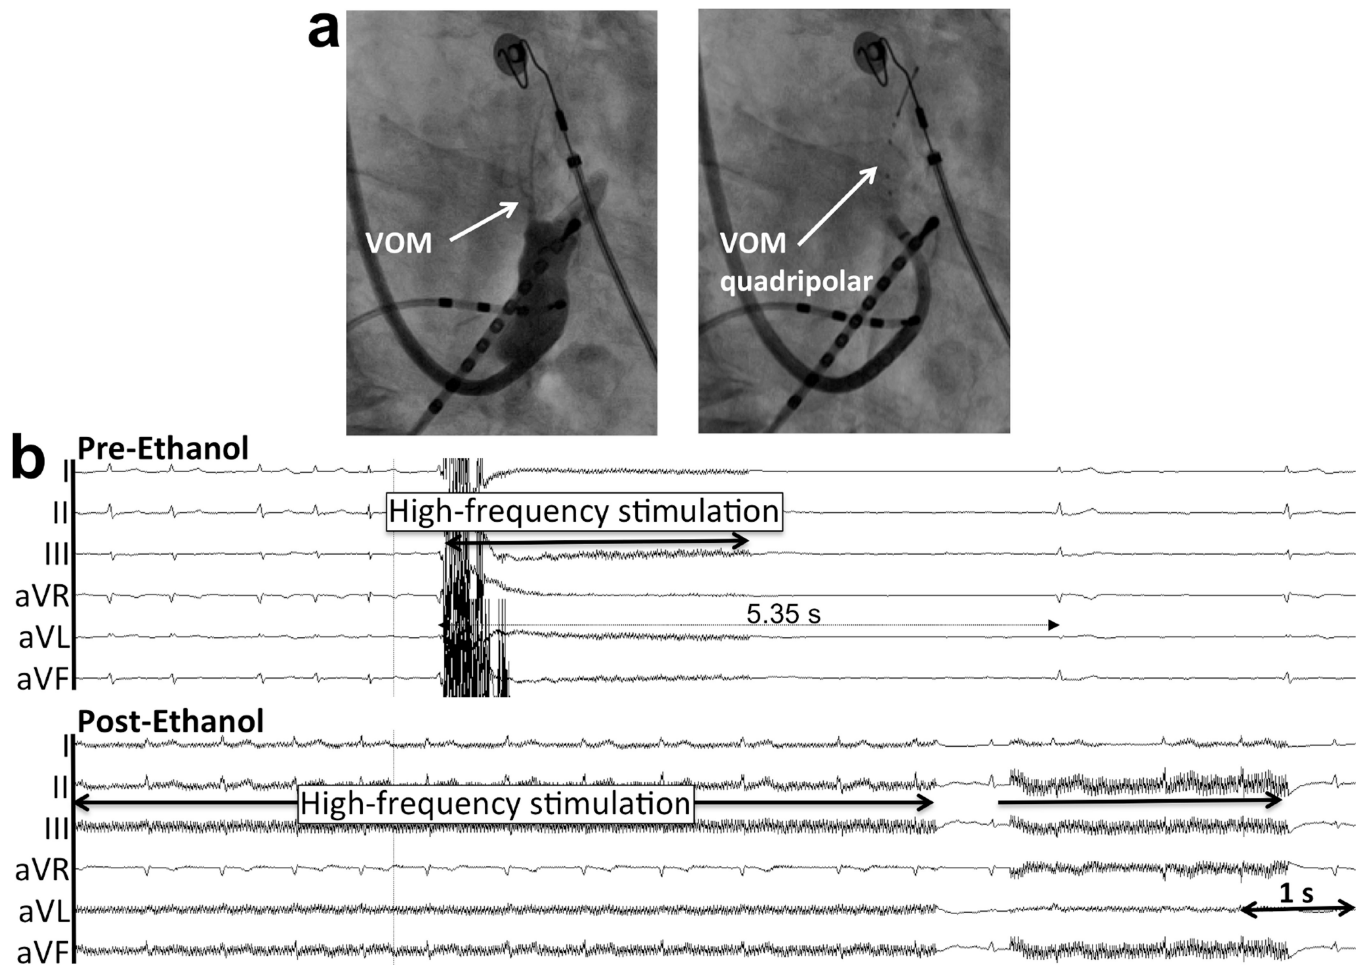 a
VOM
VOM
quadripolar
b
Pre-Ethanol
I
II
High-frequency stimulation
III
aVR
5.35 s
aVL
aVF
Post-Ethanol
I
II
High-frequency stimulation
III
aVR
1 s
aVL
aVF